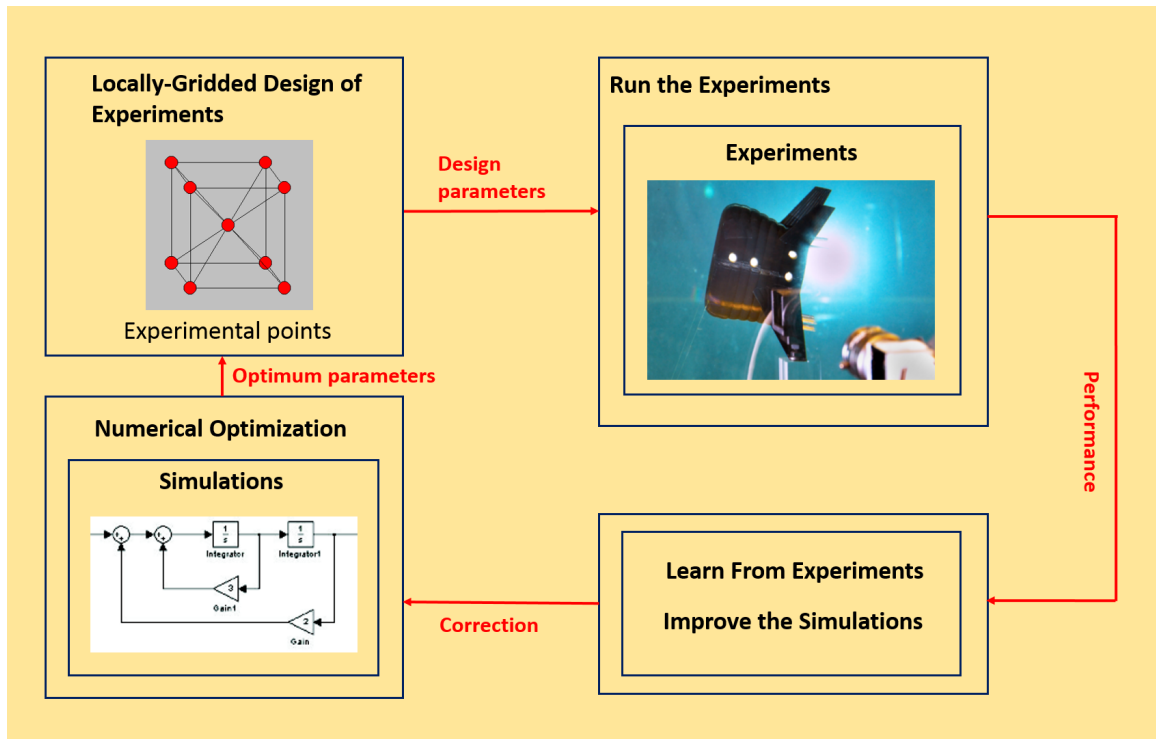 Locally-Gridded Design of
Experiments
Experimental points
Design
parameters
Run the Experiments
Experiments
Performance
Optimum parameters
Numerical Optimization
Simulations
1
s
Integrator
1
s
Integrator1
3
Gain1
2
Gain
Correction
Learn From Experiments
Improve the Simulations